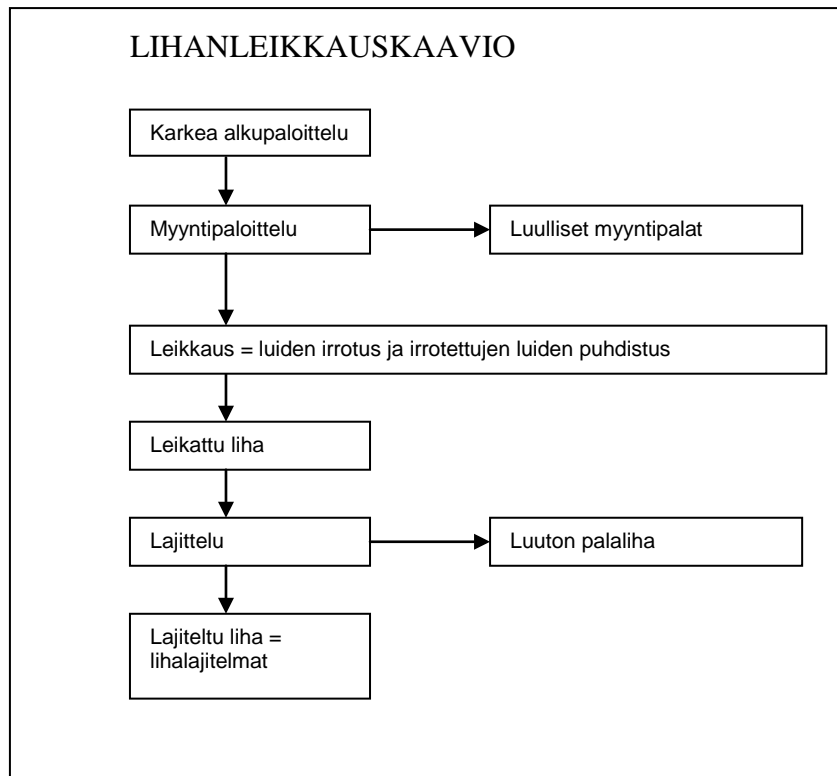 LIHANLEIKKAUSKAAVIO
Karkea alkupaloittelu
Myyntipaloittelu
Luulliset myyntipalat
Leikkaus = luiden irrotus ja irrotettujen luiden puhdistus
Leikattu liha
Lajittelu
Luuton palaliha
Lajiteltu liha =
lihalajitelmat